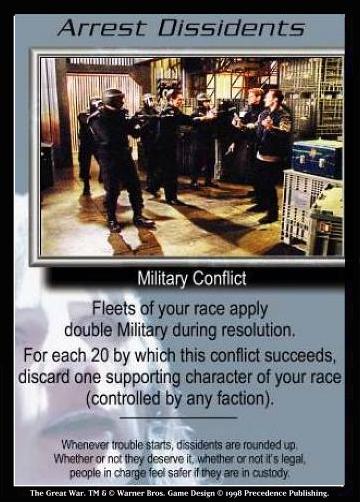 Arrest Dissidents
Military Conflict
Fleets of your race apply
double Military during resolution.
For each 20 by which this conflict succeeds,
discard one supporting character of your race
(controlled by any faction).
Whenever trouble starts, dissidents are rounded up.
Whether or not they deserve it, whether or not it's legal,
people in charge feel safer if they are in custody.
The Great War. TM & © Warner Bros. Game Design © 1998 Precedence Publishing.